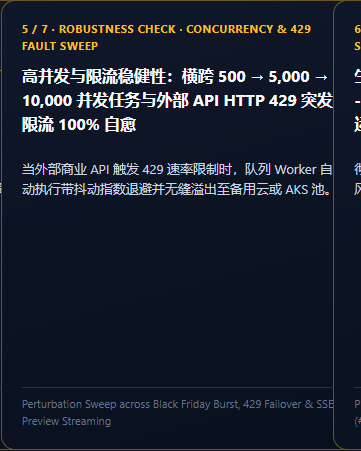 5 / 7 · ROBUSTNESS CHECK · CONCURRENCY & 429
FAULT SWEEP
高并发与限流稳健性：横跨 500 → 5,000 →
10,000 并发任务与外部 API HTTP 429 突发
限流 100% 自愈
当外部商业 API 触发 429 速率限制时，队列 Worker 自
动执行带抖动指数退避并无缝溢出至备用云或 AKS 池。
Perturbation Sweep across Black Friday Burst, 429 Failover & SSE
Preview Streaming